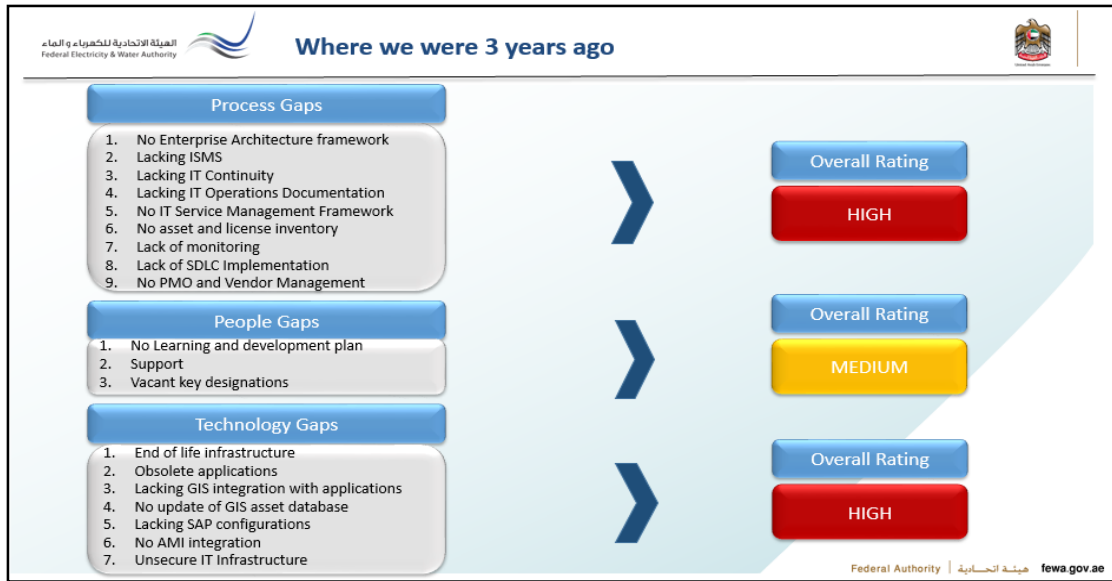 الهيئة الاتحادية للكهرباء و الماء
Federal Electricity & Water Authority
Where we were 3 years ago
United Arab Emirates
Process Gaps
1. No Enterprise Architecture framework
2. Lacking ISMS
3. Lacking IT Continuity
4. Lacking IT Operations Documentation
5. No IT Service Management Framework
6. No asset and license inventory
7. Lack of monitoring
8. Lack of SDLC Implementation
9. No PMO and Vendor Management
Overall Rating
HIGH
People Gaps
1. No Learning and development plan
2. Support
3. Vacant key designations
Overall Rating
MEDIUM
Technology Gaps
1. End of life infrastructure
2. Obsolete applications
3. Lacking GIS integration with applications
4. No update of GIS asset database
5. Lacking SAP configurations
6. No AMI integration
7. Unsecure IT Infrastructure
Overall Rating
HIGH
Federal Authority | هيئة اتحــــادية fewa.gov.ae